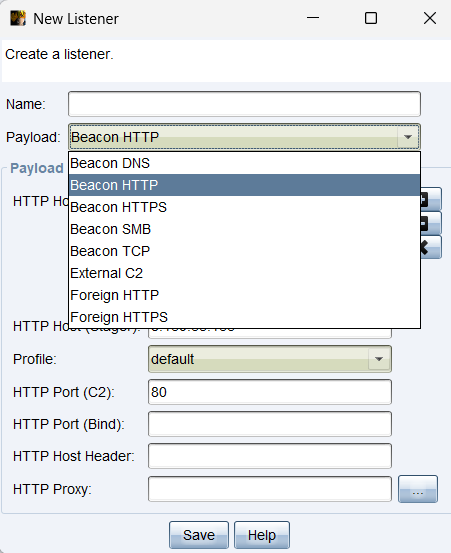 New Listener
Create a listener.
Name:
Payload: Beacon HTTP
Beacon DNS
Payload
Beacon HTTP
HTTP Ho
Beacon HTTPS
Beacon SMB
Beacon TCP
External C2
Foreign HTTP
Foreign HTTPS
HTTP Host (Stager):
Profile: default
HTTP Port (C2): 80
HTTP Port (Bind):
HTTP Host Header:
HTTP Proxy: ...
Save Help